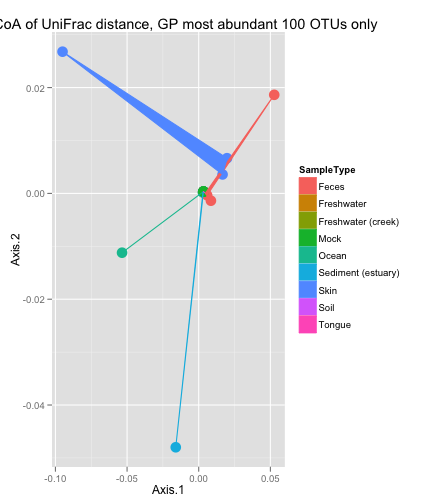 CoA of UniFrac distance, GP most abundant 100 OTUs only
0.02
0.00
-0.02
-0.04
Axis.2
-0.10 -0.05 0.00 0.05
Axis.1
SampleType
Feces
Freshwater
Freshwater (creek)
Mock
Ocean
Sediment (estuary)
Skin
Soil
Tongue